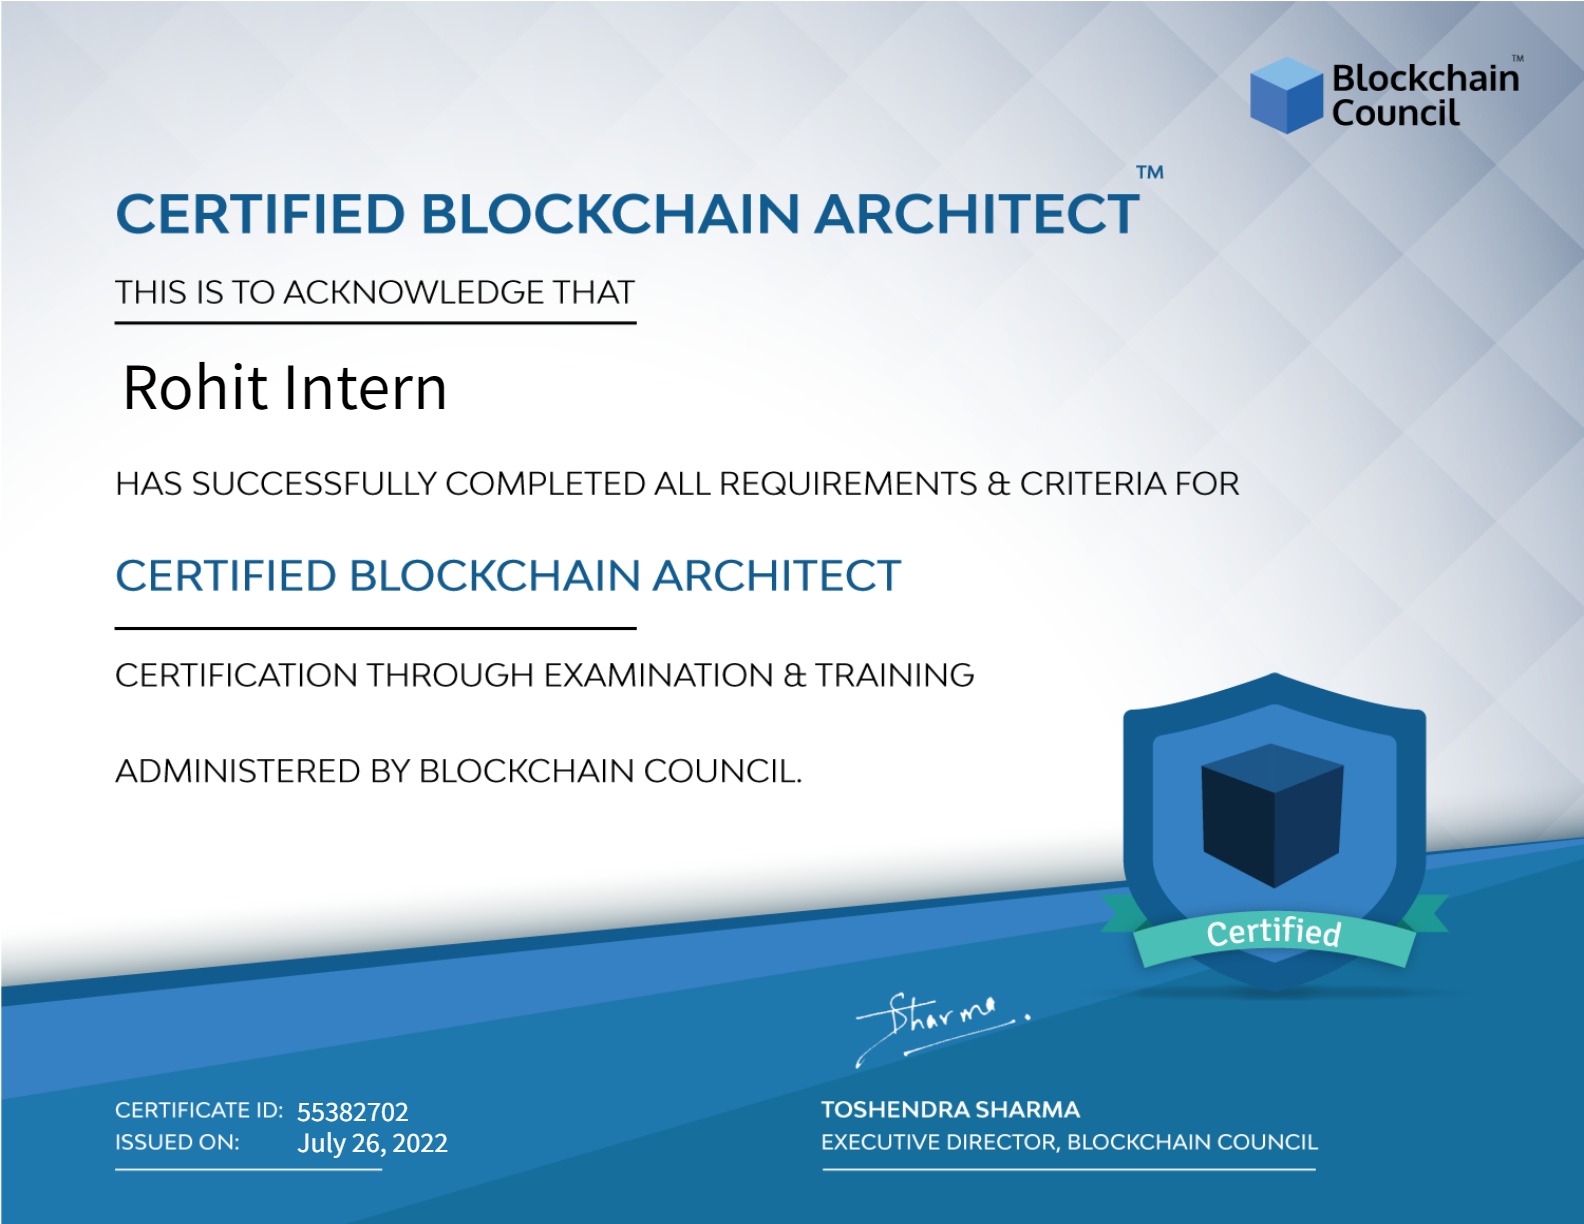 Blockchain
Council™
CERTIFIED BLOCKCHAIN ARCHITECT™
THIS IS TO ACKNOWLEDGE THAT
Rohit Intern
HAS SUCCESSFULLY COMPLETED ALL REQUIREMENTS & CRITERIA FOR
CERTIFIED BLOCKCHAIN ARCHITECT
CERTIFICATION THROUGH EXAMINATION & TRAINING
ADMINISTERED BY BLOCKCHAIN COUNCIL.
Certified
Sharma
CERTIFICATE ID: 55382702
ISSUED ON: July 26, 2022
TOSHENDRA SHARMA
EXECUTIVE DIRECTOR, BLOCKCHAIN COUNCIL